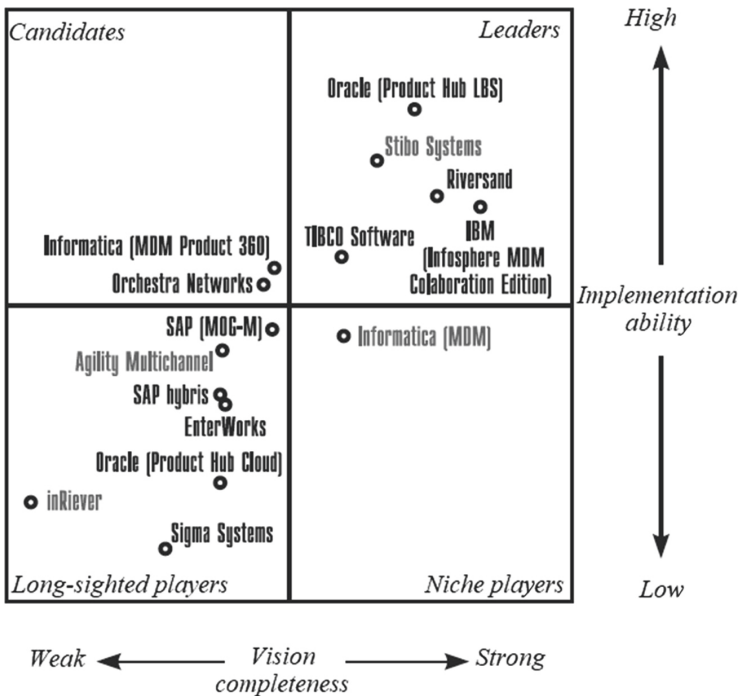 Candidates
Leaders
High
Oracle (Product Hub LBS)
Stibo Systems
Riversand
IBM
(Infosphere MDM
Colaboration Edition)
TIBCO Software
Informatica (MDM Product 360)
Orchestra Networks
Implementation
ability
SAP (MOG-M)
Informatica (MDM)
Agility Multichannel
SAP hybris
EnterWorks
Oracle (Product Hub Cloud)
inRiever
Sigma Systems
Long-sighted players
Niche players
Low
Weak
Vision
completeness
Strong